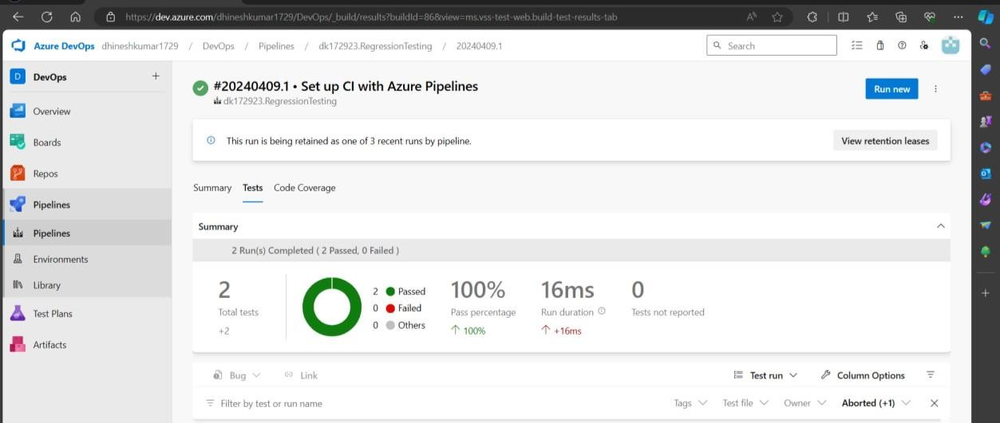 https://dev.azure.com/dhineshkumar1729/DevOps/_build/results?buildId=86&view=ms.vss-test-web.build-test-results-tab
Azure DevOps dhineshkumar1729 / DevOps / Pipelines / dk172923.RegressionTesting / 20240409.1
Search
D DevOps +
Overview
Boards
Repos
Pipelines
Pipelines
Environments
Library
Test Plans
Artifacts
#20240409.1 • Set up CI with Azure Pipelines
dk172923.RegressionTesting
Run new
This run is being retained as one of 3 recent runs by pipeline.
View retention leases
Summary Tests Code Coverage
Summary
2 Run(s) Completed ( 2 Passed, 0 Failed )
2
Total tests
+2
2 Passed
0 Failed
0 Others
100%
Pass percentage
100%
16ms
Run duration
+16ms
0
Tests not reported
Bug Link Test run Column Options
Filter by test or run name Tags Test file Owner Aborted (+1)